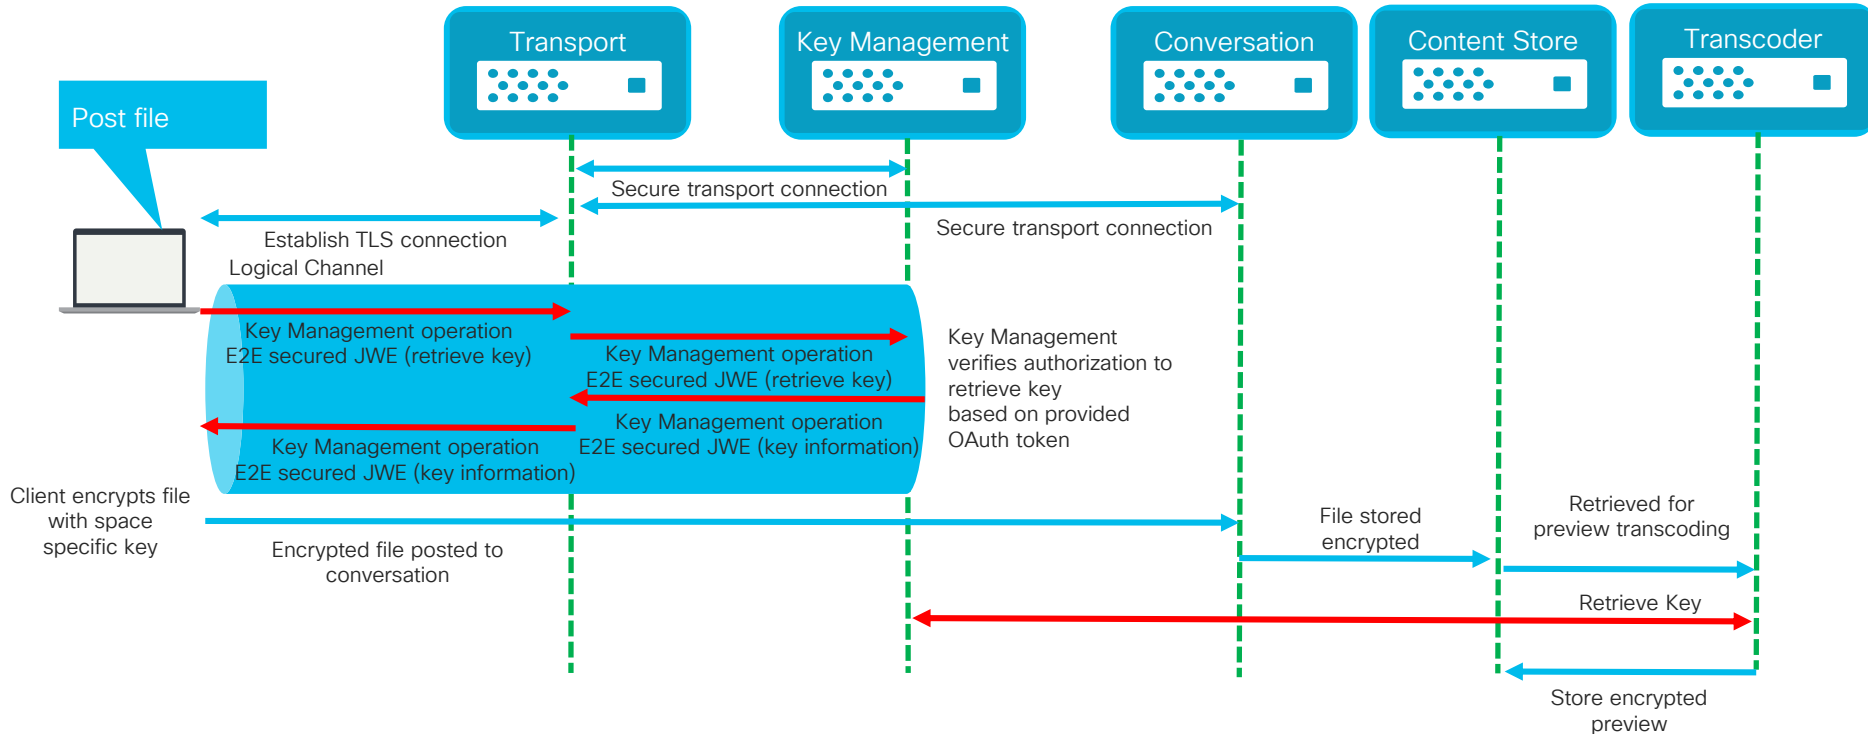 Transport
Key Management
Conversation
Content Store
Transcoder
Post file
Secure transport connection
Secure transport connection
Establish TLS connection
Logical Channel
Key Management operation
E2E secured JWE (retrieve key)
Key Management operation
E2E secured JWE (retrieve key)
Key Management
verifies authorization to
retrieve key
based on provided
OAuth token
Key Management operation
E2E secured JWE (key information)
Key Management operation
E2E secured JWE (key information)
Client encrypts file
with space
specific key
Encrypted file posted to
conversation
File stored
encrypted
Retrieved for
preview transcoding
Retrieve Key
Store encrypted
preview